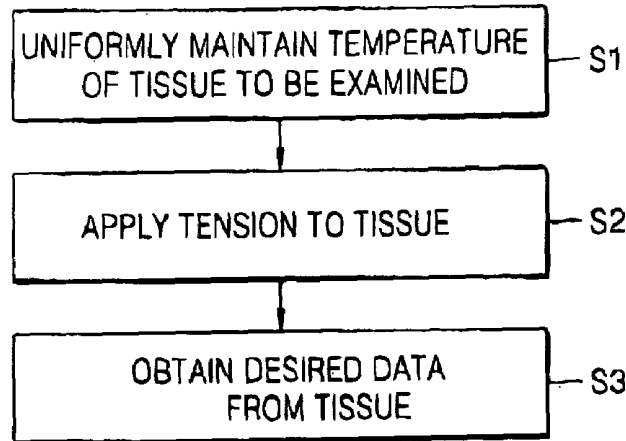 UNIFORMLY MAINTAIN TEMPERATURE
OF TISSUE TO BE EXAMINED
S1
APPLY TENSION TO TISSUE
S2
OBTAIN DESIRED DATA
FROM TISSUE
S3